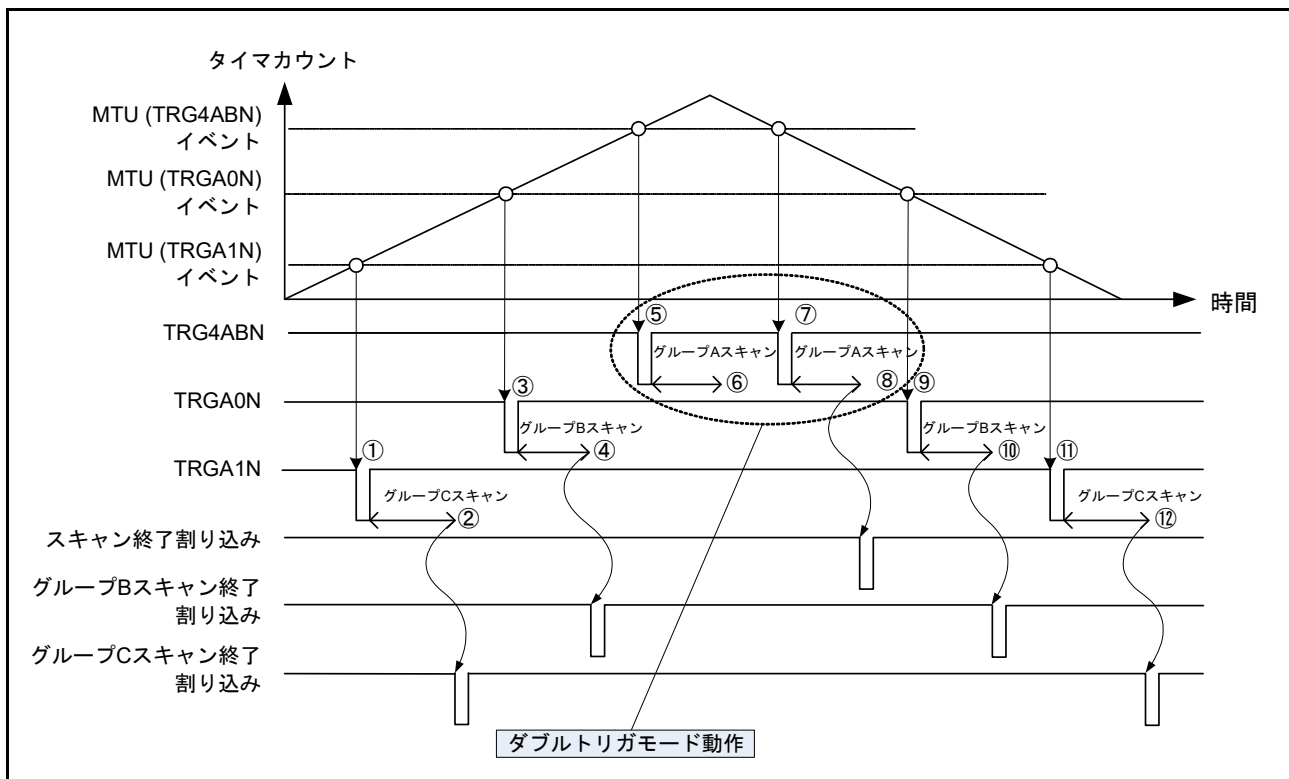 タイマカウント
MTU (TRG4ABN)
イベント
MTU (TRGA0N)
イベント
MTU (TRGA1N)
イベント
時間
TRG4ABN
⑤
⑦
グループAスキャン
グループAスキャン
⑥
⑧
TRGA0N
③
⑨
グループBスキャン
グループBスキャン
④
⑩
TRGA1N
①
⑪
グループCスキャン
グループCスキャン
②
⑫
スキャン終了割り込み
グループBスキャン終了
割り込み
グループCスキャン終了
割り込み
ダブルトリガモード動作